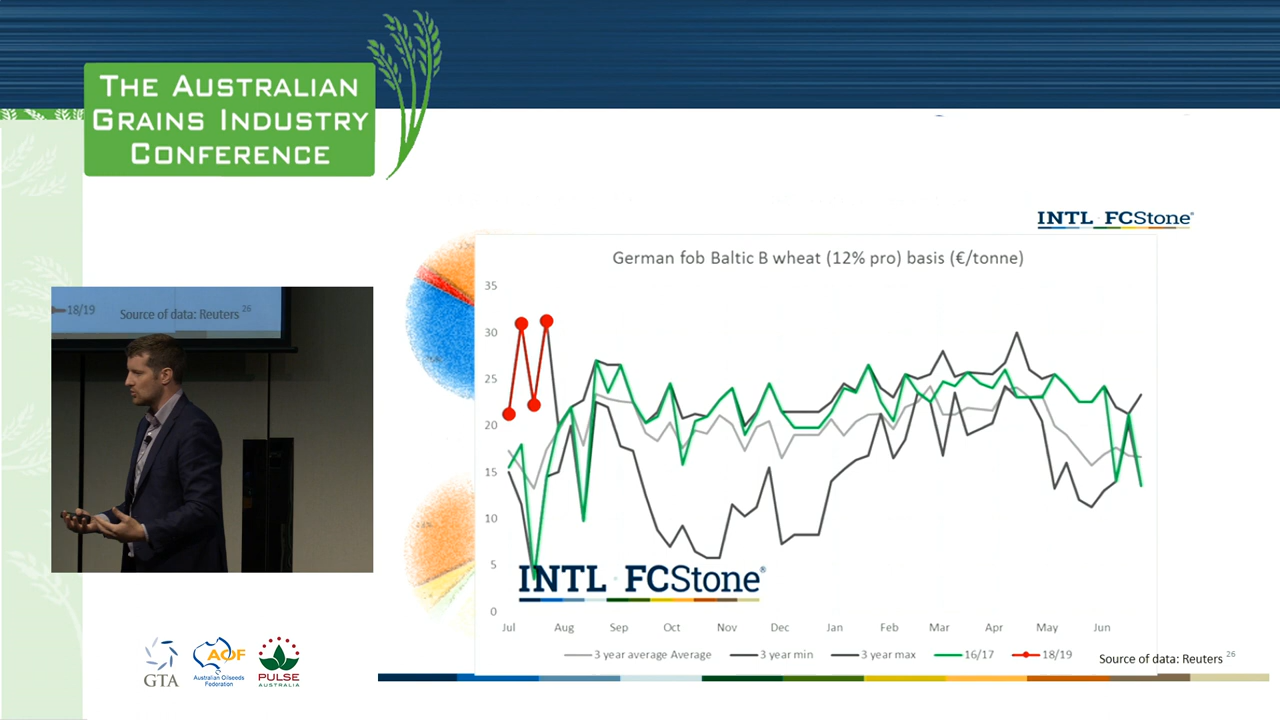 THE AUSTRALIAN
GRAINS INDUSTRY
CONFERENCE
INTL FCStone®
German fob Baltic B wheat (12% pro) basis (€/tonne)
35
30
25
20
15
10
5
0
Jul Aug Sep Oct Nov Dec Jan Feb Mar Apr May Jun
INTL FCStone®
3 year average Average 3 year min 3 year max 16/17 18/19
Source of data: Reuters 26
18/19
Source of data: Reuters 26
GTA
AOF
Australian Oilseeds
Federation
PULSE
AUSTRALIA